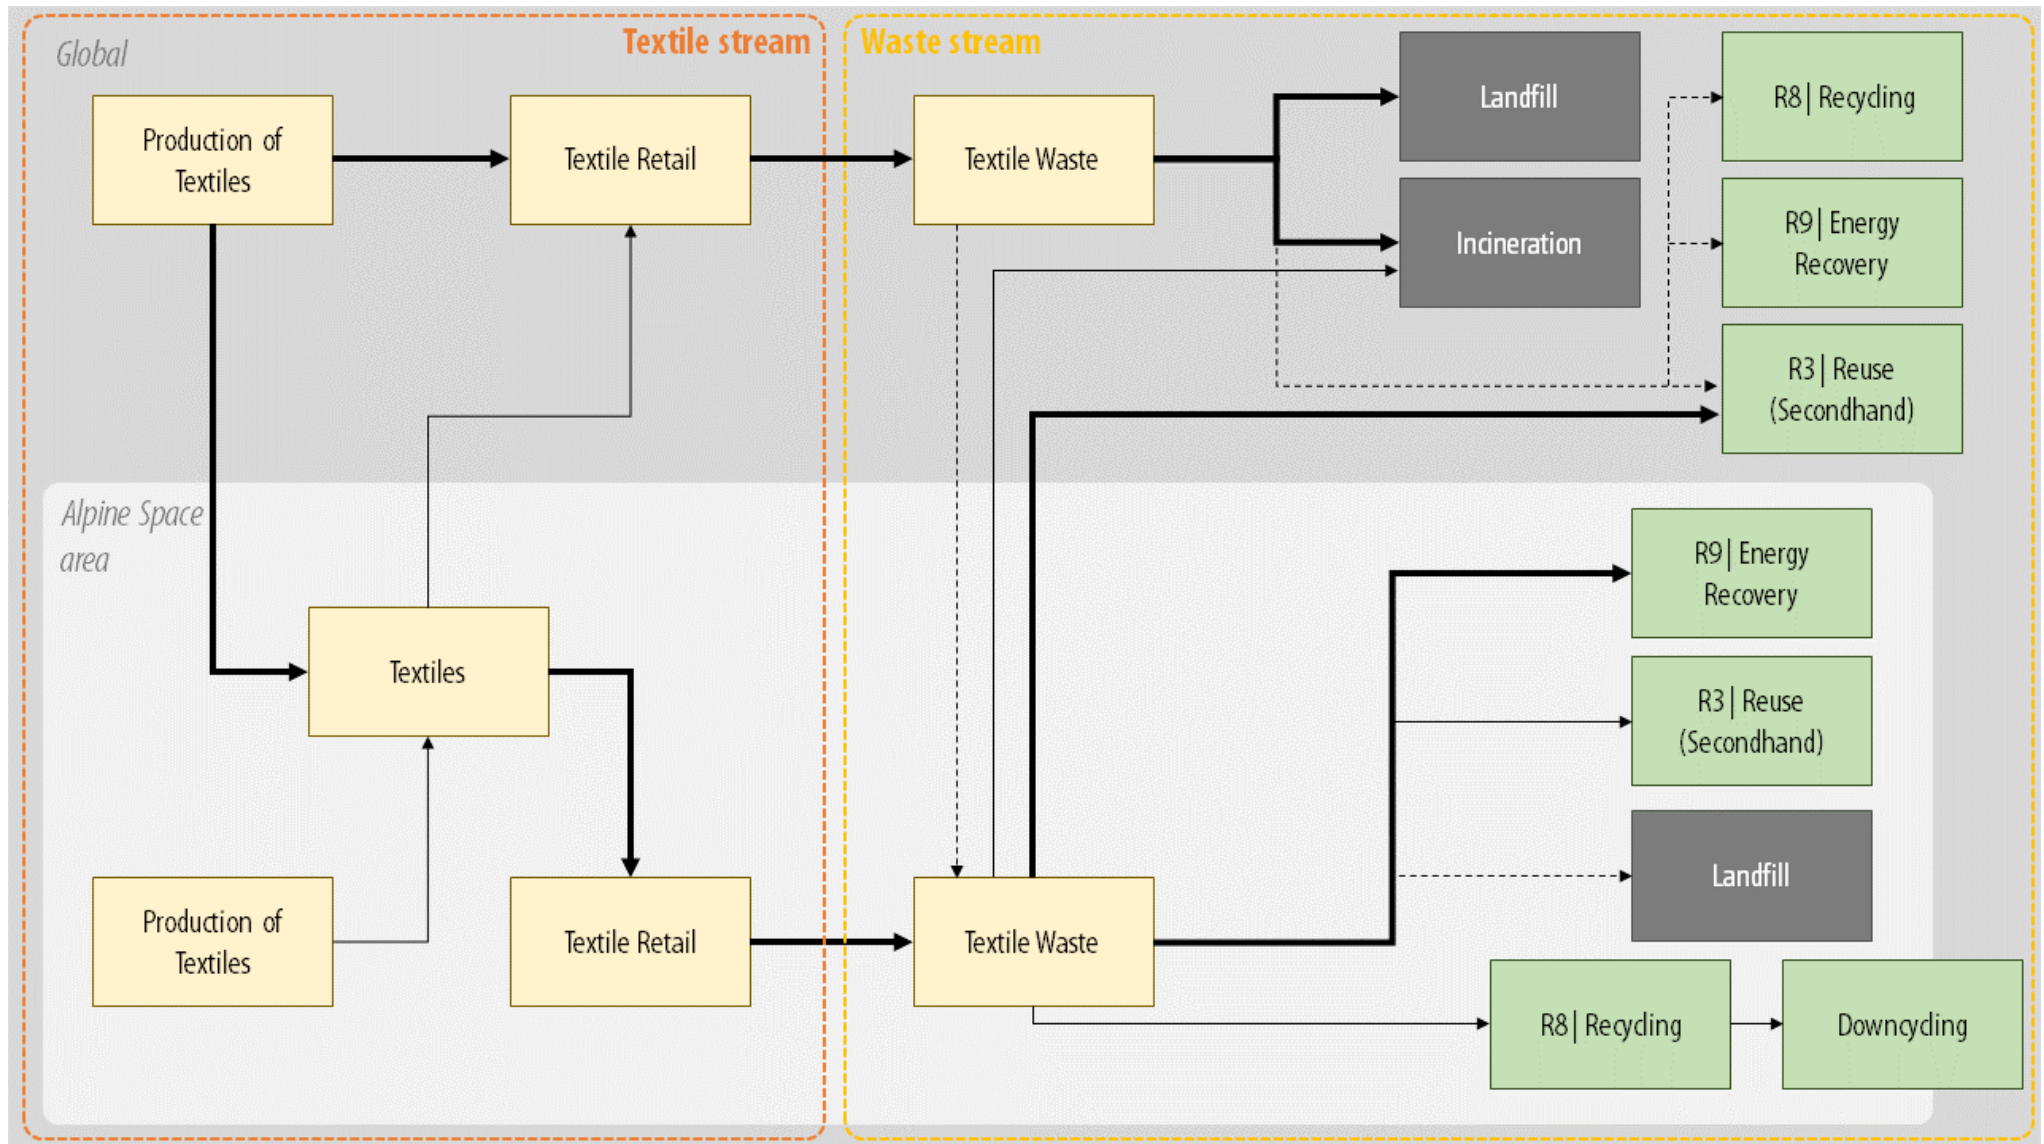 Global
Textile stream
Waste stream
Production of
Textiles
Textile Retail
Textile Waste
Landfill
R8| Recycling
Incineration
R9| Energy
Recovery
R3| Reuse
(Secondhand)
Alpine Space
area
R9| Energy
Recovery
Textiles
R3| Reuse
(Secondhand)
Landfill
Production of
Textiles
Textile Retail
Textile Waste
R8| Recycling
Downcycling